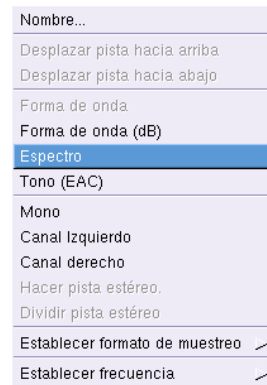 Nombre...
Desplazar pista hacia arriba
Desplazar pista hacia abajo
Forma de onda
Forma de onda (dB)
Espectro
Tono (EAC)
Mono
Canal Izquierdo
Canal derecho
Hacer pista estéreo.
Dividir pista estéreo
Establecer formato de muestreo
Establecer frecuencia